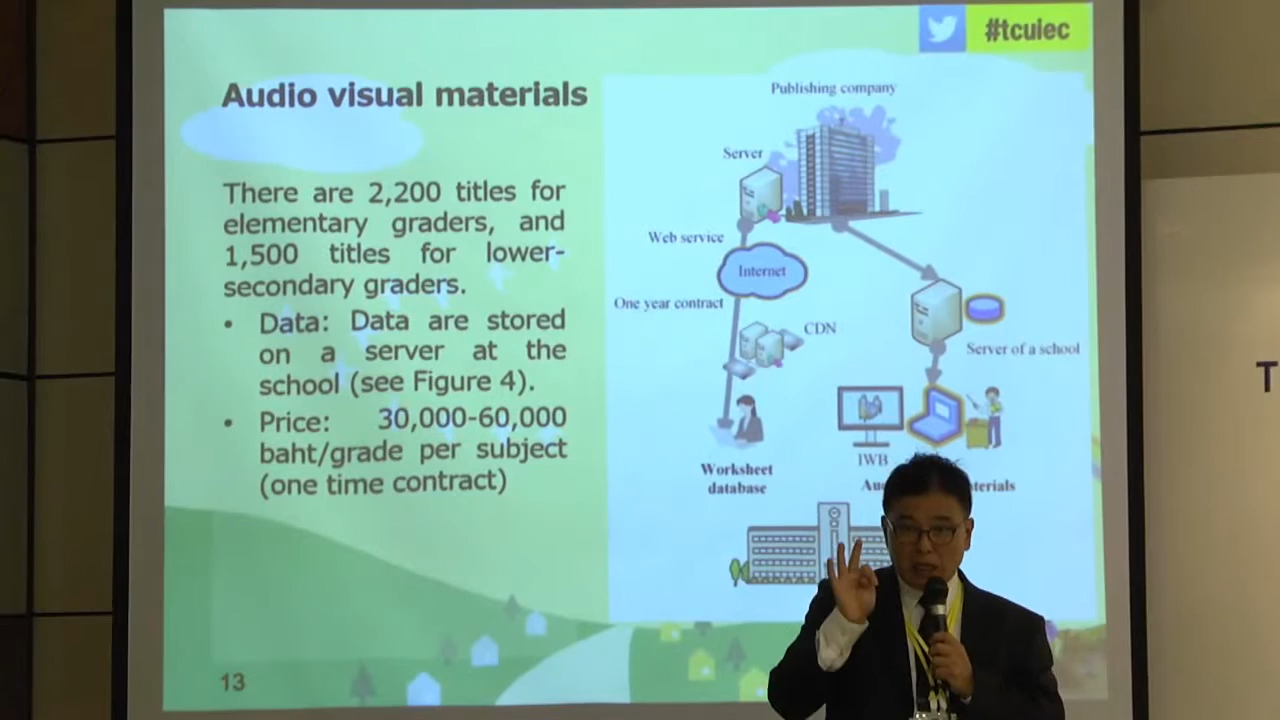 #tcuiec
Audio visual materials
There are 2,200 titles for
elementary graders, and
1,500 titles for lower-
secondary graders.
• Data: Data are stored
on a server at the
school (see Figure 4).
• Price: 30,000-60,000
baht/grade per subject
(one time contract)
13
Publishing company
Server
Web service
Internet
One year contract
CDN
Server of a school
IWB
Worksheet
database
T